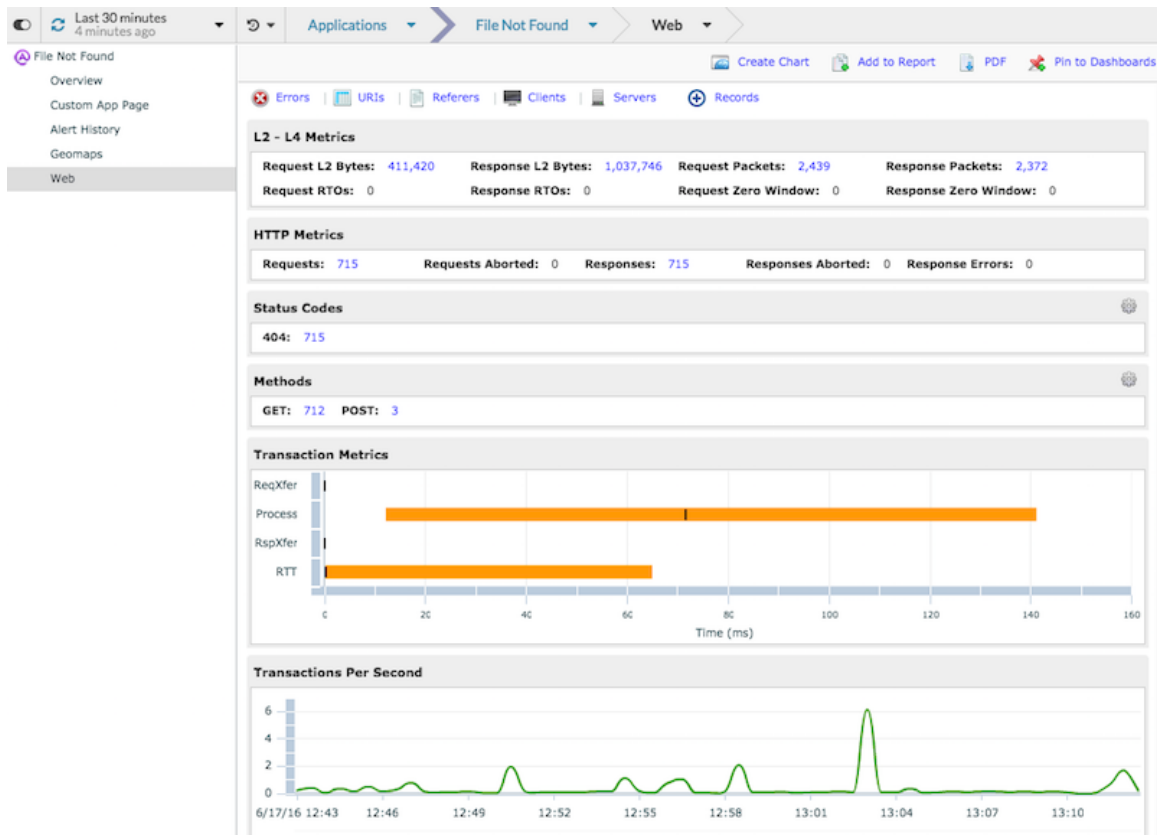 Last 30 minutes
4 minutes ago
Applications File Not Found Web
File Not Found
Overview
Custom App Page
Alert History
Geomaps
Web
Create Chart Add to Report PDF Pin to Dashboards
Errors | URIs | Referers | Clients | Servers Records
L2 - L4 Metrics
Request L2 Bytes: 411,420 Response L2 Bytes: 1,037,746 Request Packets: 2,439 Response Packets: 2,372
Request RTOs: 0 Response RTOs: 0 Request Zero Window: 0 Response Zero Window: 0
HTTP Metrics
Requests: 715 Requests Aborted: 0 Responses: 715 Responses Aborted: 0 Response Errors: 0
Status Codes
404: 715
Methods
GET: 712 POST: 3
Transaction Metrics
ReqXfer
Process
RspXfer
RTT
0 20 40 60 80 100 120 140 160
Time (ms)
Transactions Per Second
6
4
2
0
6/17/16 12:43 12:46 12:49 12:52 12:55 12:58 13:01 13:04 13:07 13:10